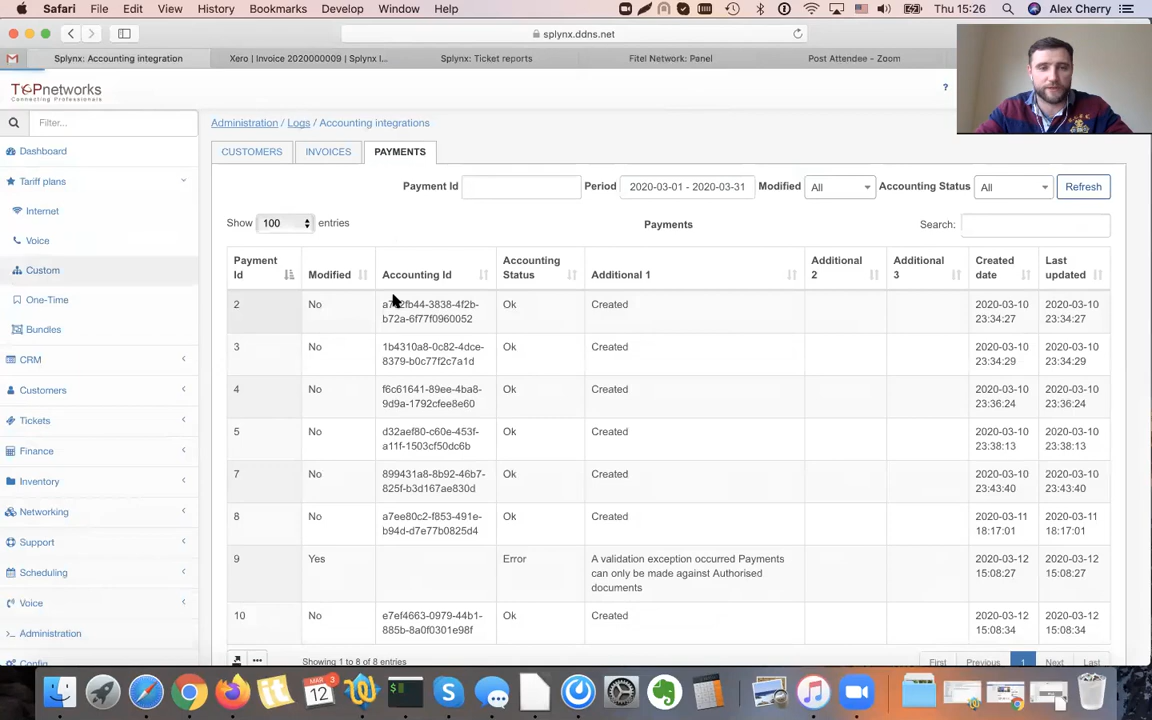 Safari File Edit View History Bookmarks Develop Window Help Thu 15:26 Alex Cherry
splynx.ddns.net
Splynx: Accounting integration Xero | Invoice 2020000009 | Splynx I... Splynx: Ticket reports Fitel Network: Panel Post Attendee - Zoom
TOPnetworks
Connecting Professionals
?
Filter...
Administration / Logs / Accounting integrations
Dashboard
CUSTOMERS INVOICES PAYMENTS
Tariff plans
Payment Id Period 2020-03-01 - 2020-03-31 Modified All Accounting Status All Refresh
Internet
Show 100 entries Payments Search:
Voice
Custom
One-Time
Bundles
CRM
Customers
Tickets
Finance
Inventory
Networking
Support
Scheduling
Voice
Administration
Config
Payment Id Modified Accounting Id Accounting Status Additional 1 Additional 2 Additional 3 Created date Last updated
2 No Ok Created 2020-03-10 2020-03-10
b72a-6f77f0960052 23:34:27 23:34:27
3 No 1b4310a8-0c82-4dce- Ok Created 2020-03-10 2020-03-10
8379-b0c77f2c7a1d 23:34:29 23:34:29
4 No f6c61641-89ee-4ba8- Ok Created 2020-03-10 2020-03-10
9d9a-1792cfee8e60 23:36:24 23:36:24
5 No d32aef80-c60e-453f- Ok Created 2020-03-10 2020-03-10
a11f-1503cf50dc6b 23:38:13 23:38:13
7 No 899431a8-8b92-46b7- Ok Created 2020-03-10 2020-03-10
825f-b3d167ae830d 23:43:40 23:43:40
8 No a7ee80c2-f853-491e- Ok Created 2020-03-11 2020-03-11
b94d-d7e77b0825d4 18:17:01 18:17:01
9 Yes Error A validation exception occurred Payments 2020-03-12 2020-03-12
can only be made against Authorised 15:08:27 15:08:27
documents
10 No e7ef4663-0979-44b1- Ok Created 2020-03-12 2020-03-12
885b-8a0f0301e98f 15:08:34 15:08:34
Showing 1 to 8 of 8 entries First Previous 1 Next Last
MAR 3
12